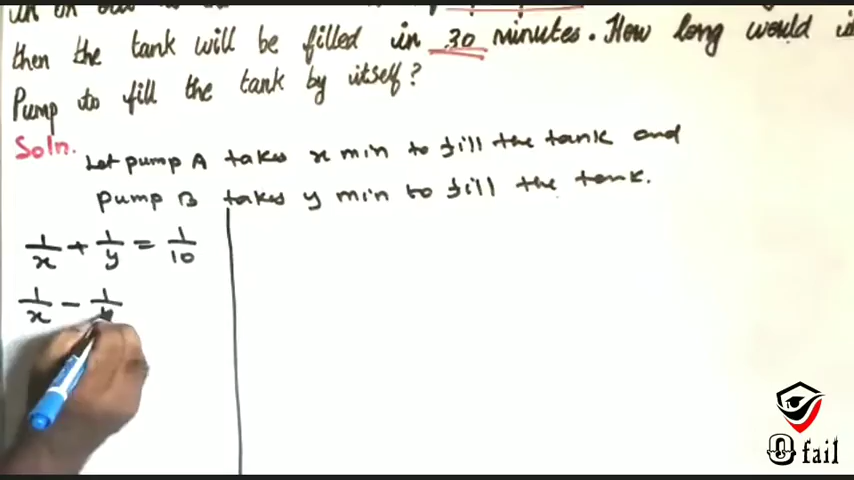 then the tank will be filled in 30 minutes. How long would
Pump to fill the tank by itself?
Soln. Let pump A takes x min to fill the tank and
pump B takes y min to fill the tank.
1/x + 1/y = 1/10
1/x - 1/
0 fail